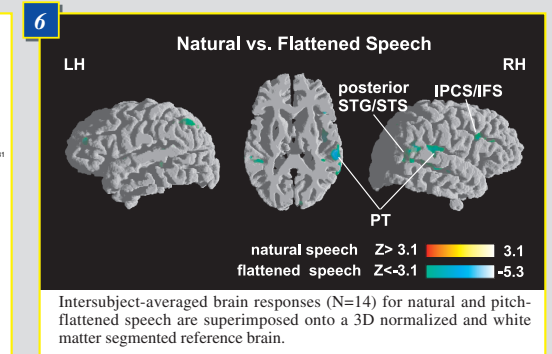 6
Natural vs. Flattened Speech
LH
RH
posterior
STG/STS
IPCS/IFS
PT
natural speech Z> 3.1 3.1
flattened speech Z<-3.1 -5.3
Intersubject-averaged brain responses (N=14) for natural and pitch-
flattened speech are superimposed onto a 3D normalized and white
matter segmented reference brain.